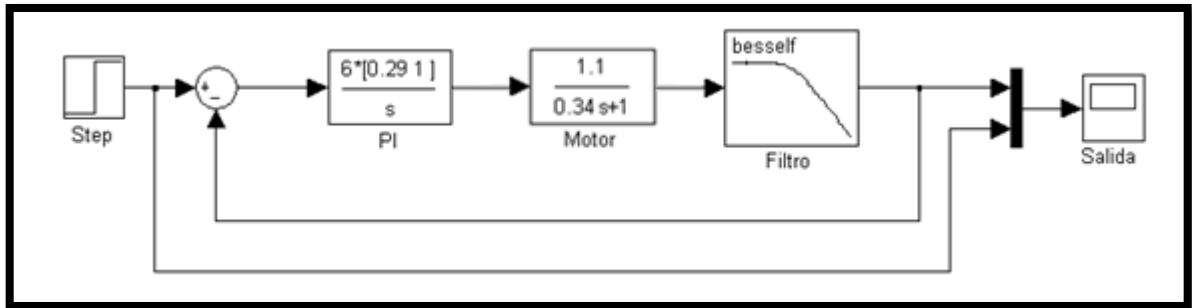 Step
+
−
6*[0.29 1 ]
s
PI
1.1
0.34 s+1
Motor
besself
Filtro
Salida